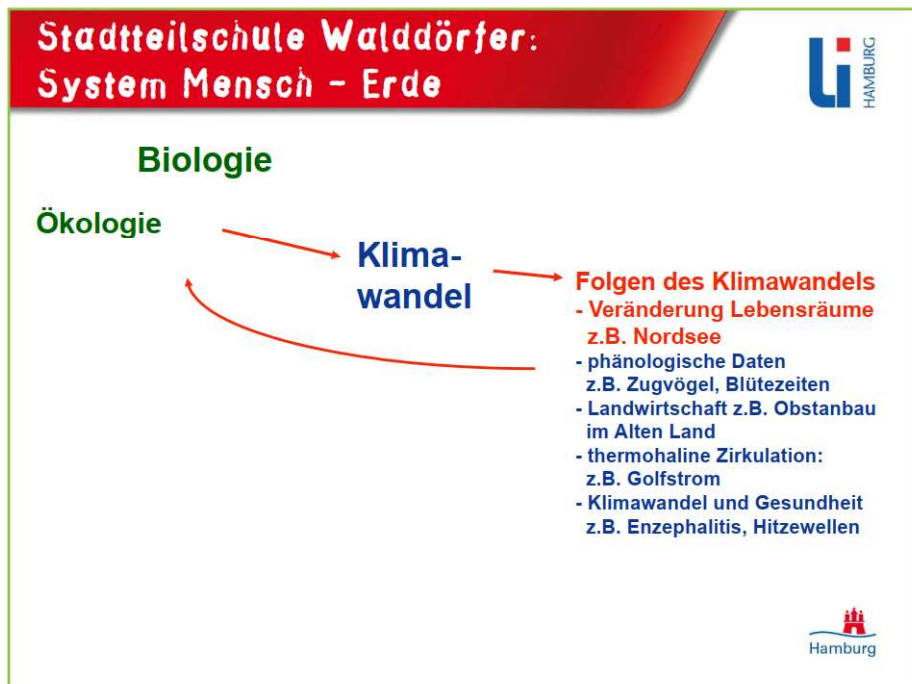 Stadtteilschule Walddörfer:
System Mensch - Erde
Li
HAMBURG
Biologie
Ökologie
Klima-
wandel
Folgen des Klimawandels
- Veränderung Lebensräume
z.B. Nordsee
- phänologische Daten
z.B. Zugvögel, Blütezeiten
- Landwirtschaft z.B. Obstanbau
im Alten Land
- thermohaline Zirkulation:
z.B. Golfstrom
- Klimawandel und Gesundheit
z.B. Enzephalitis, Hitzewellen
Hamburg